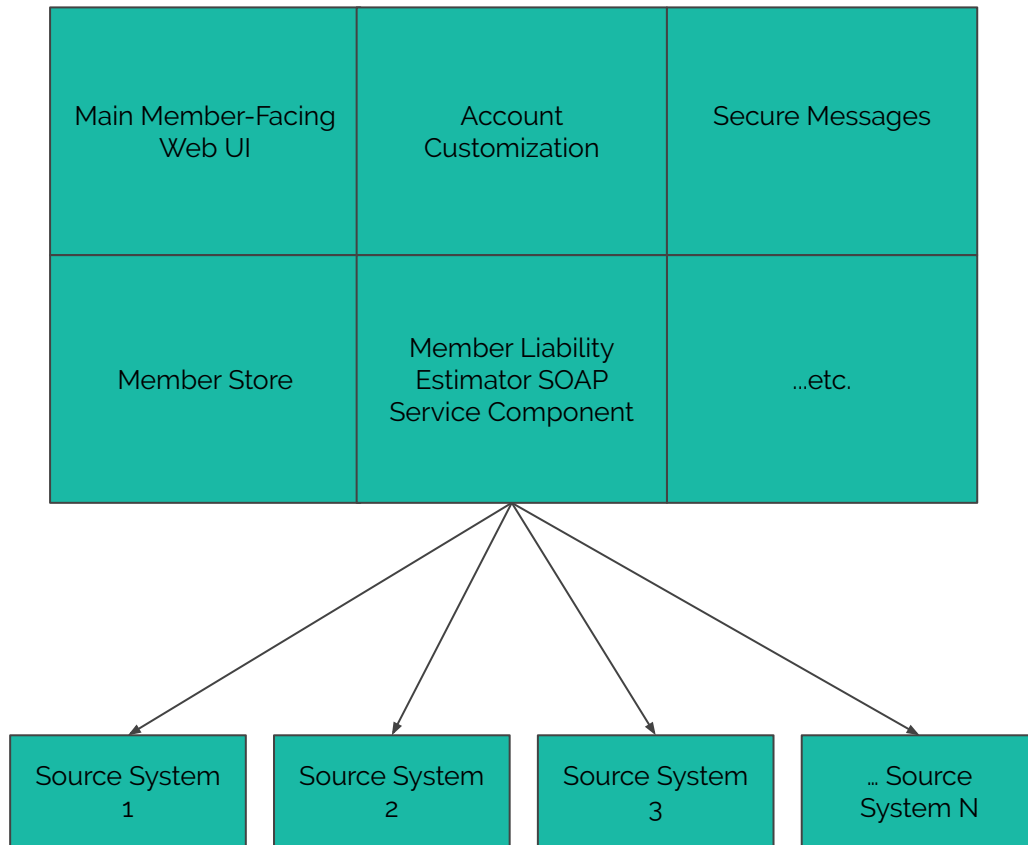 Main Member-Facing
Web UI
Account
Customization
Secure Messages
Member Store
Member Liability
Estimator SOAP
Service Component
...etc.
Source System
1
Source System
2
Source System
3
... Source
System N